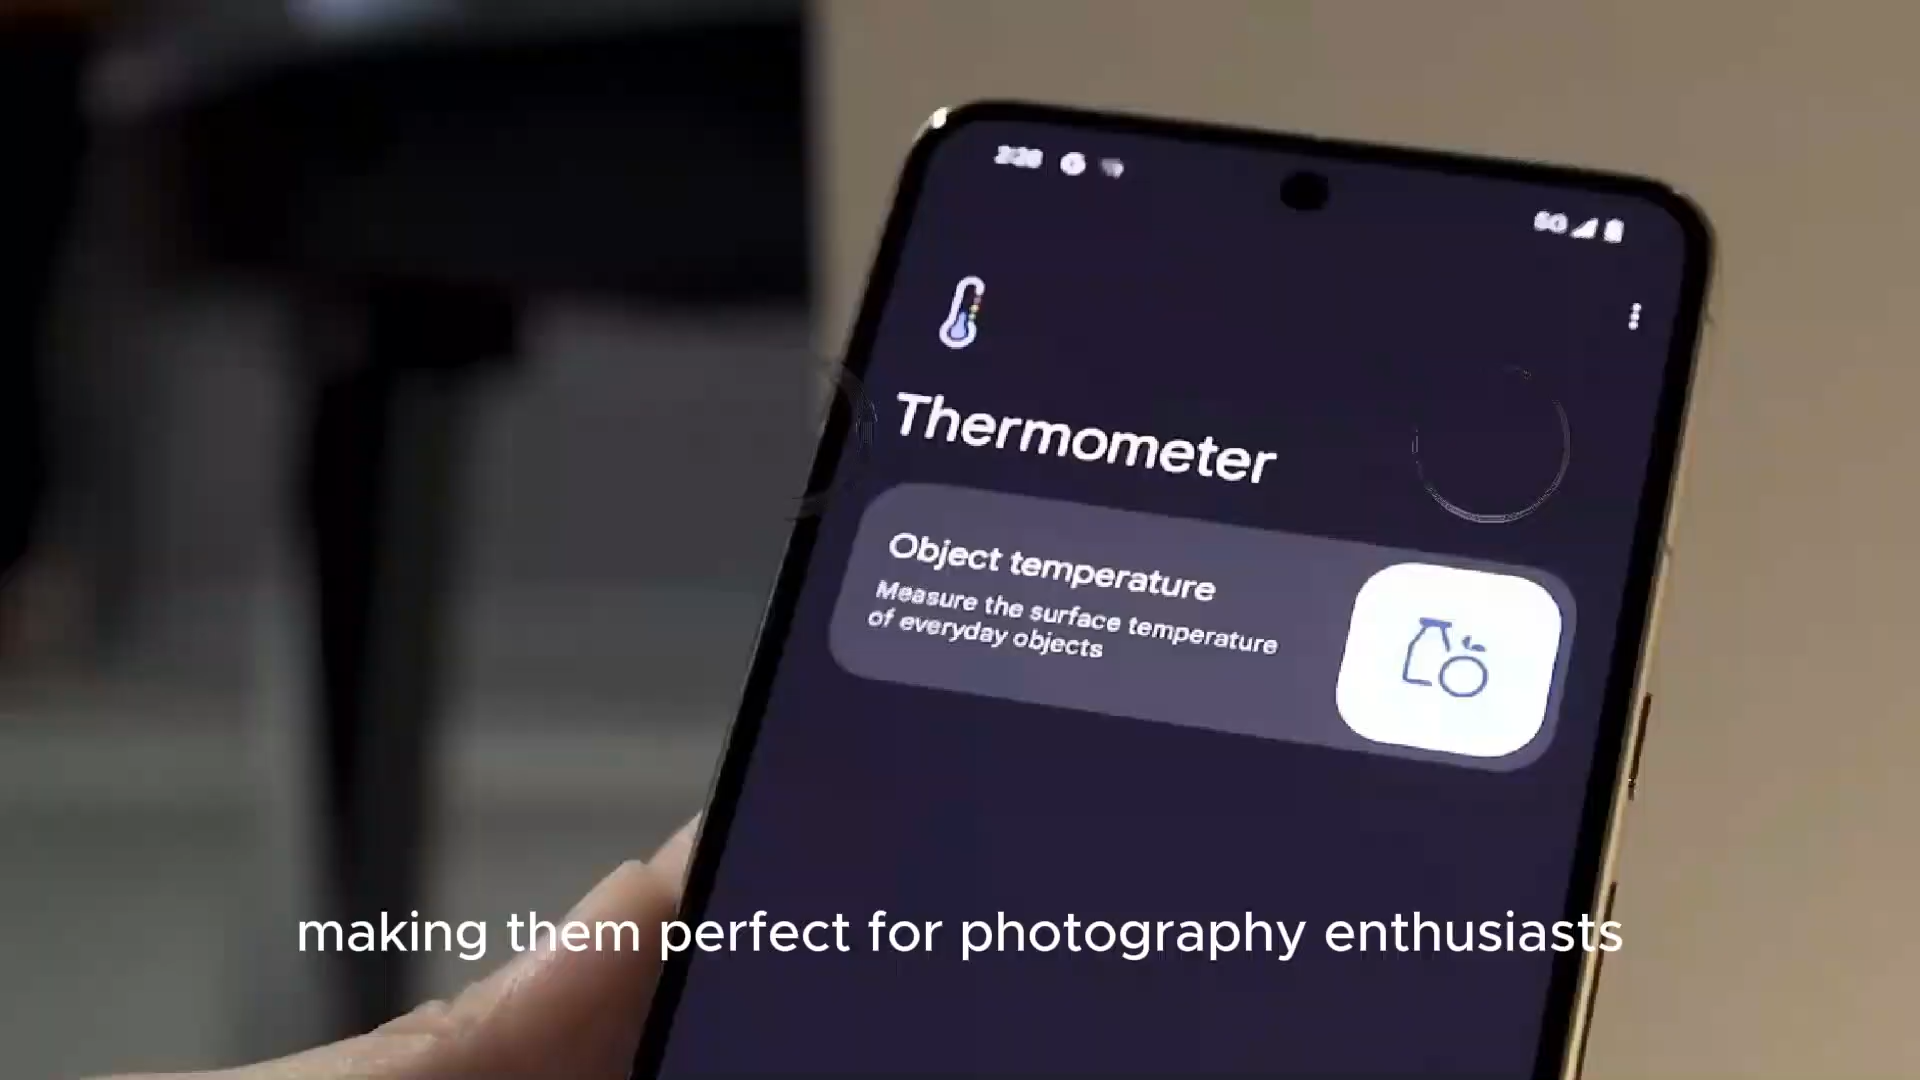 Thermometer
Object temperature
Measure the surface temperature
of everyday objects
making them perfect for photography enthusiasts